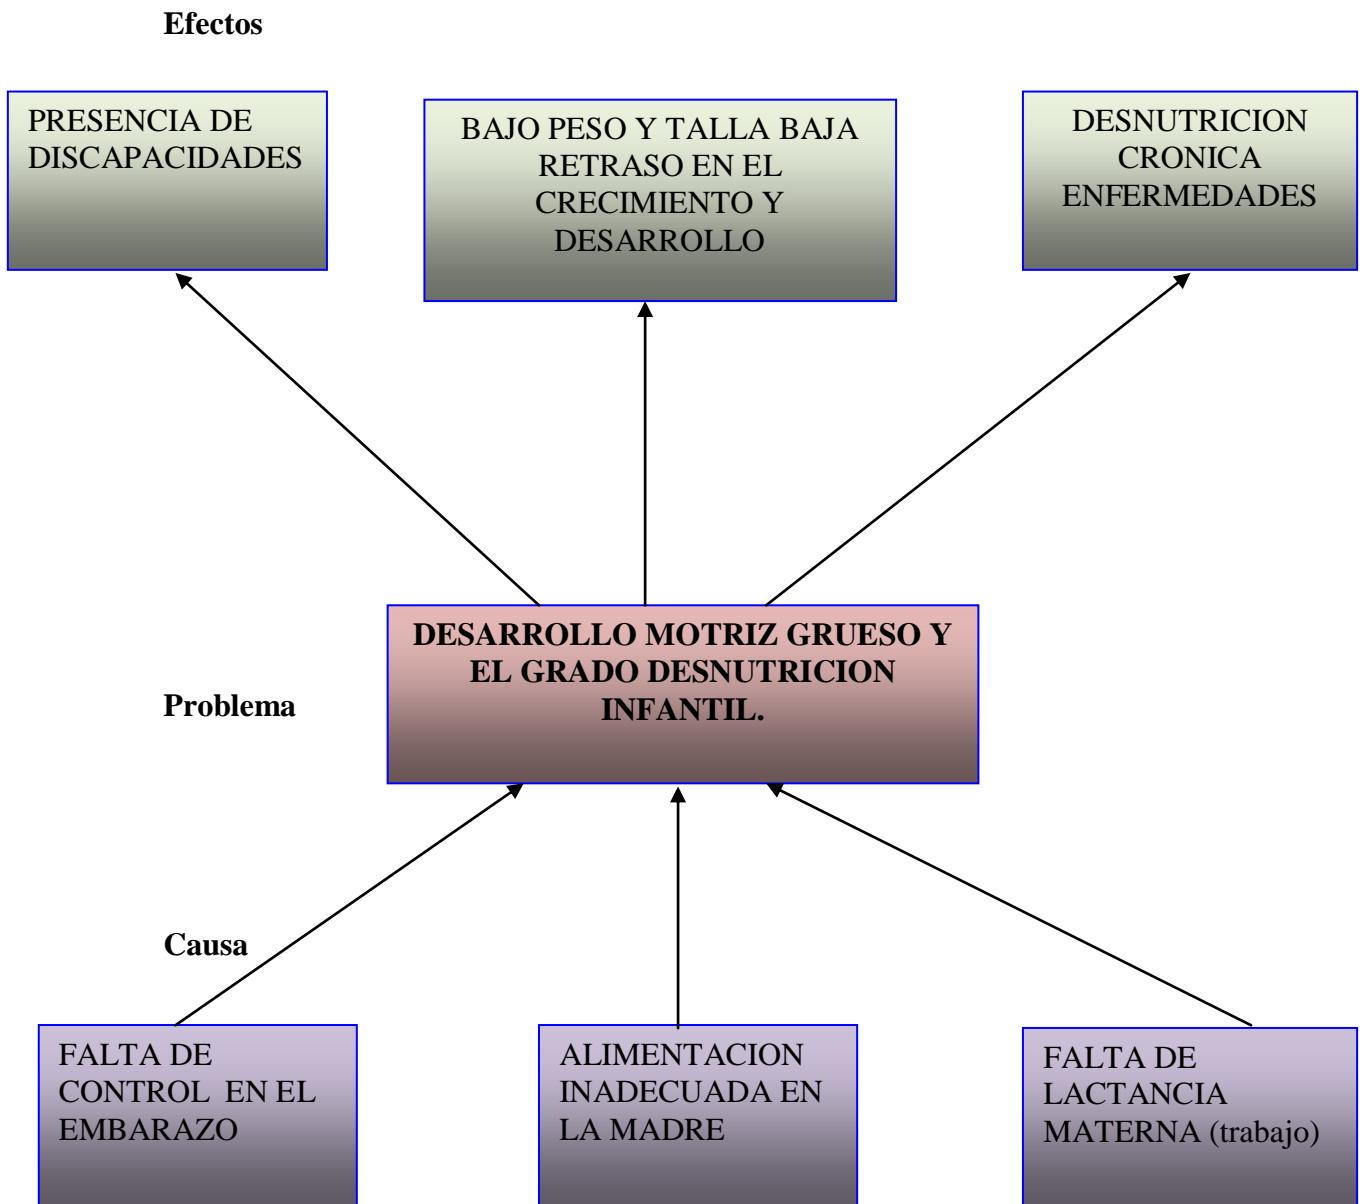 Efectos
PRESENCIA DE
DISCAPACIDADES
BAJO PESO Y TALLA BAJA
RETRASO EN EL
CRECIMIENTO Y
DESARROLLO
DESNUTRICION
CRONICA
ENFERMEDADES
DESARROLLO MOTRIZ GRUESO Y
EL GRADO DESNUTRICION
INFANTIL.
Problema
Causa
FALTA DE
CONTROL EN EL
EMBARAZO
ALIMENTACION
INADECUADA EN
LA MADRE
FALTA DE
LACTANCIA
MATERNA (trabajo)